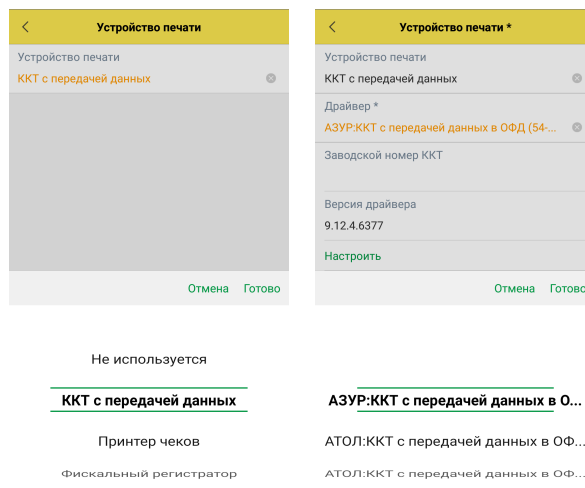 Устройство печати
Устройство печати
ККТ с передачей данных
Отмена Готово
Не используется
ККТ с передачей данных
Принтер чеков
Фискальный регистратор
Устройство печати *
Устройство печати
ККТ с передачей данных
Драйвер *
АЗУР:ККТ с передачей данных в ОФД (54-...
Заводской номер ККТ
Версия драйвера
9.12.4.6377
Настроить
Отмена Готово
АЗУР:ККТ с передачей данных в О...
АТОЛ:ККТ с передачей данных в ОФ...
АТОЛ:ККТ с передачей данных в ОФ...